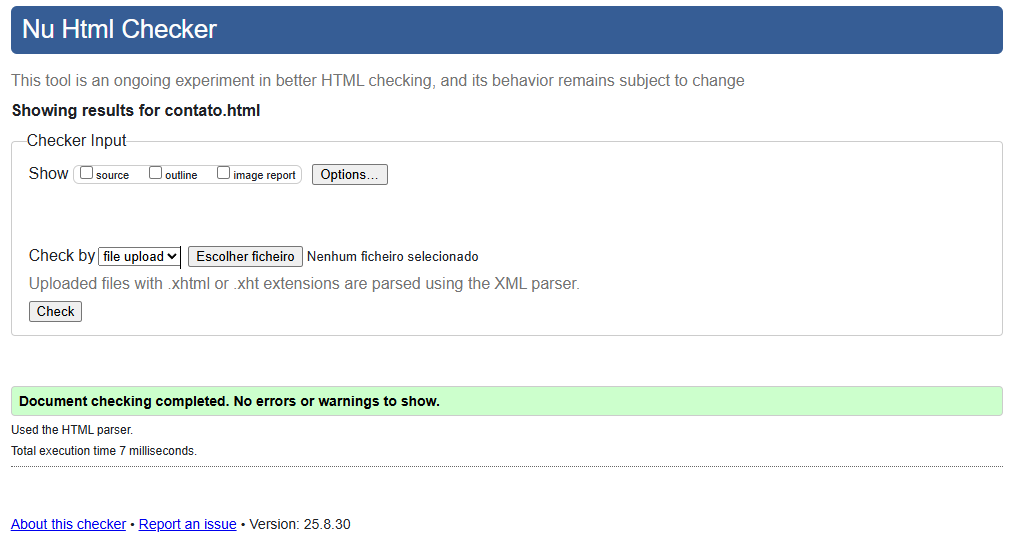 Nu Html Checker
This tool is an ongoing experiment in better HTML checking, and its behavior remains subject to change
Showing results for contato.html
Checker Input
Show source outline image report Options...
Check by file upload Escolher ficheiro Nenhum ficheiro selecionado
Uploaded files with .xhtml or .xht extensions are parsed using the XML parser.
Check
Document checking completed. No errors or warnings to show.
Used the HTML parser.
Total execution time 7 milliseconds.
About this checker • Report an issue • Version: 25.8.30